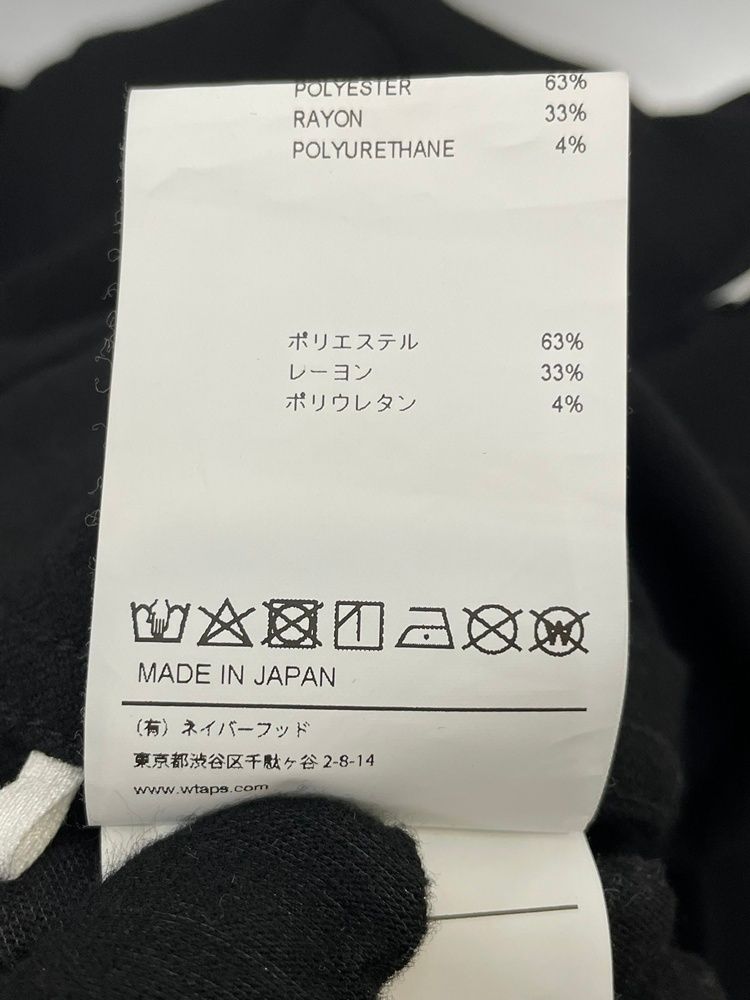 POLYESTER 63%
RAYON 33%
POLYURETHANE 4%
ポリエステル 63%
レーヨン 33%
ポリウレタン 4%
W
MADE IN JAPAN
(有) ネイバーフッド
東京都渋谷区千駄ヶ谷 2-8-14
www.wtaps.com